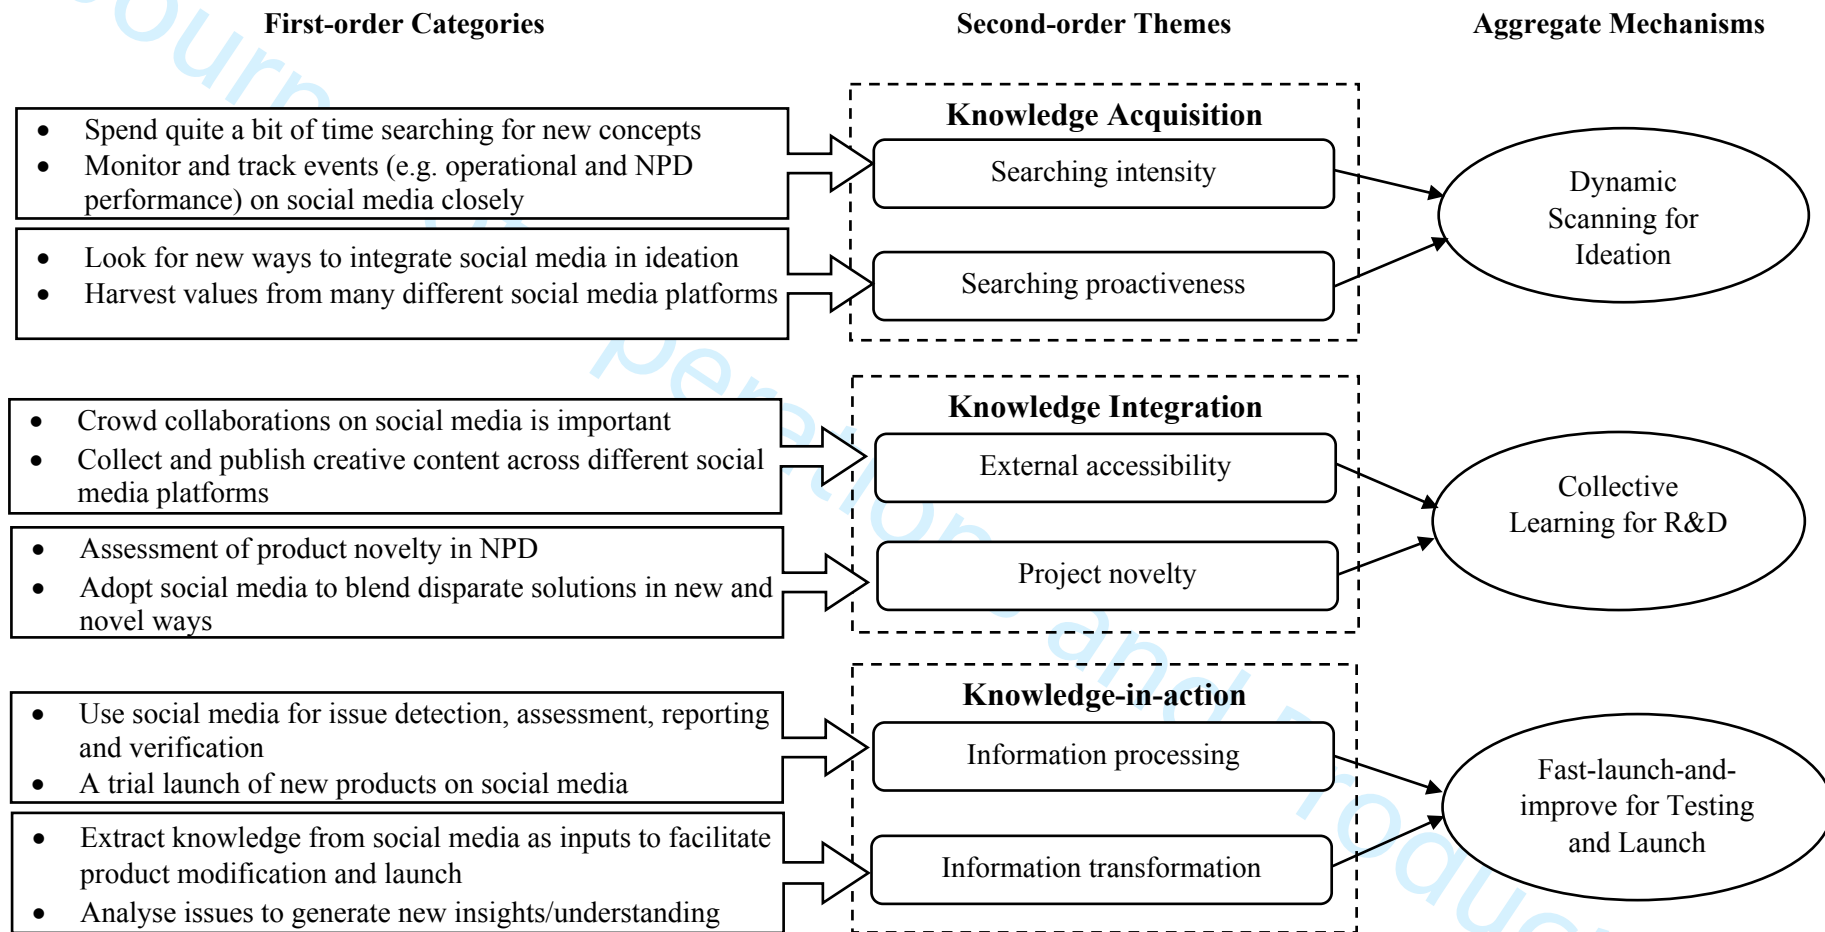 First-order Categories
Second-order Themes
Aggregate Mechanisms
• Spend quite a bit of time searching for new concepts
• Monitor and track events (e.g. operational and NPD
performance) on social media closely
• Look for new ways to integrate social media in ideation
• Harvest values from many different social media platforms
Knowledge Acquisition
Searching intensity
Searching proactiveness
Dynamic
Scanning for
Ideation
• Crowd collaborations on social media is important
• Collect and publish creative content across different social
media platforms
• Assessment of product novelty in NPD
• Adopt social media to blend disparate solutions in new and
novel ways
Knowledge Integration
External accessibility
Project novelty
Collective
Learning for R&D
• Use social media for issue detection, assessment, reporting
and verification
• A trial launch of new products on social media
• Extract knowledge from social media as inputs to facilitate
product modification and launch
• Analyse issues to generate new insights/understanding
Knowledge-in-action
Information processing
Information transformation
Fast-launch-and-
improve for Testing
and Launch